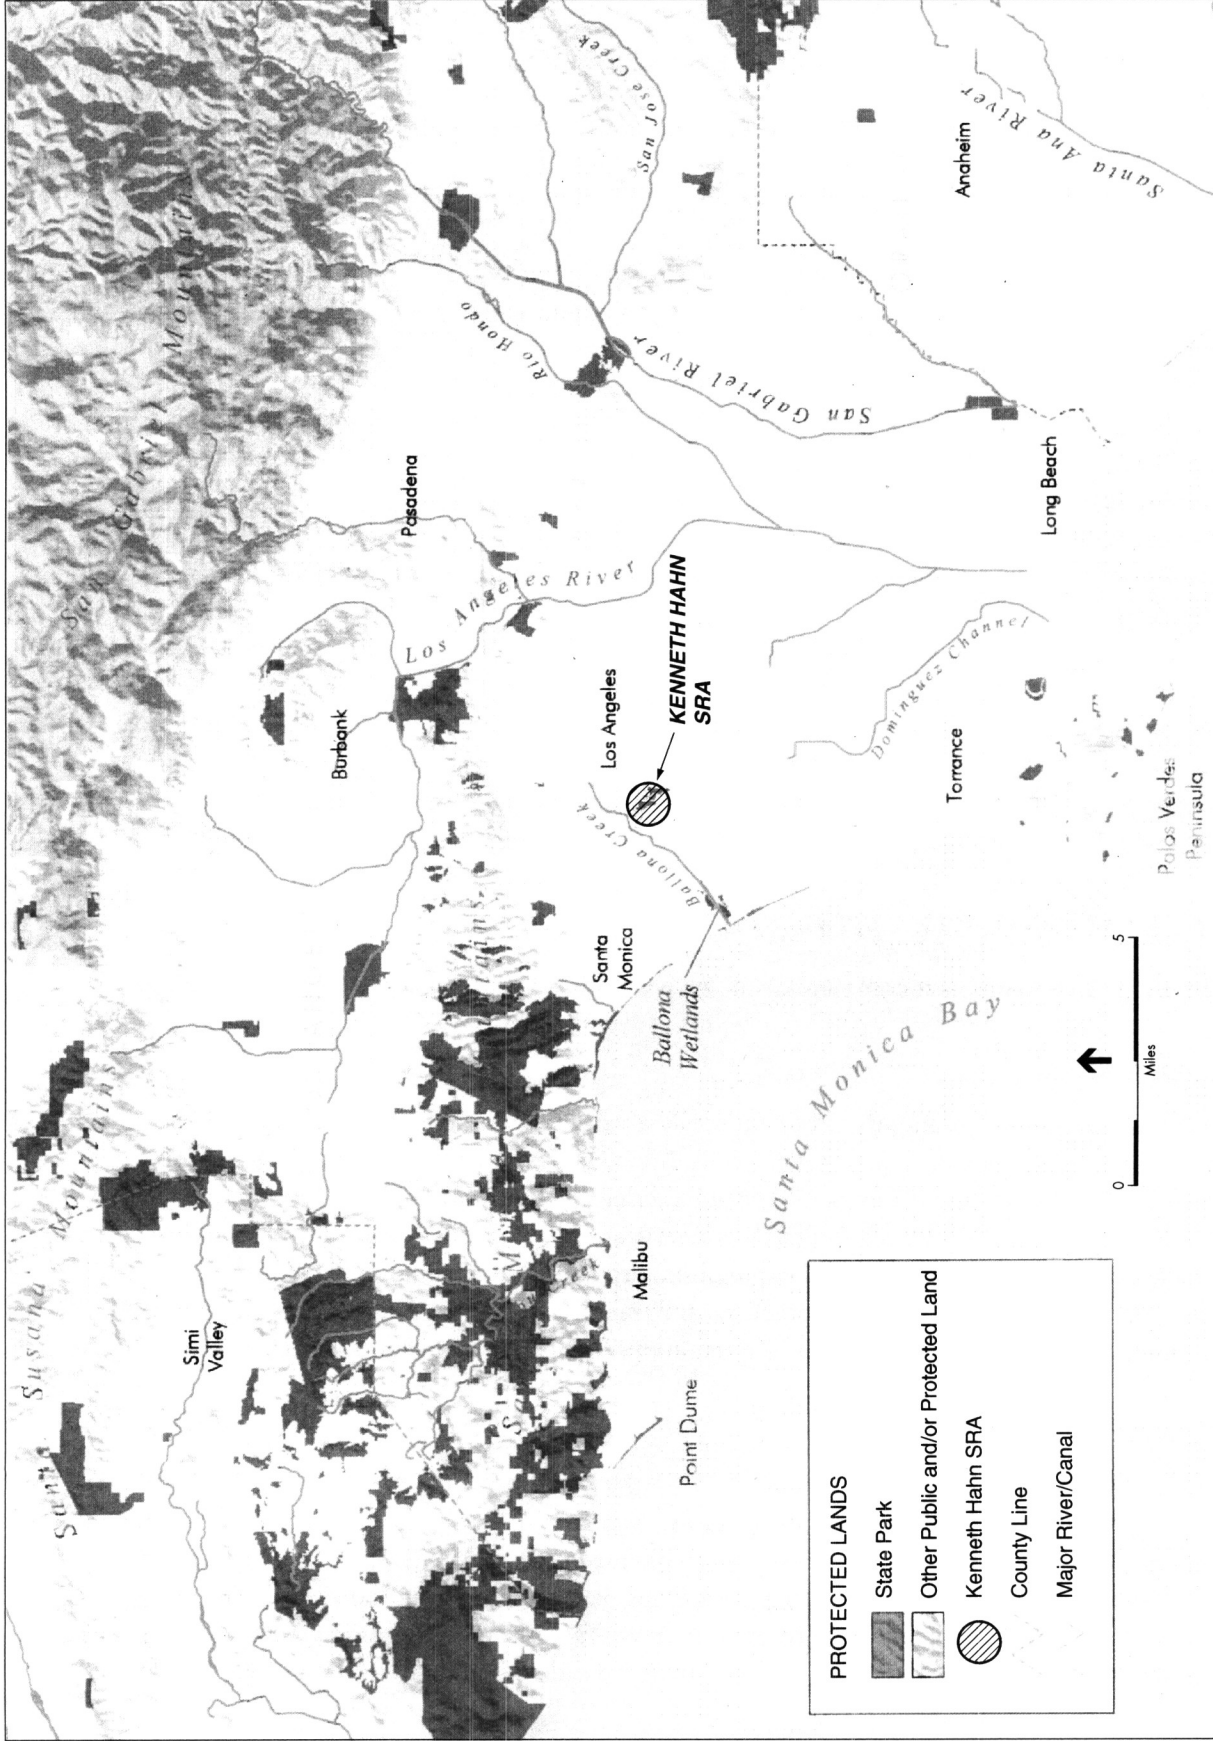 Santa Susana Mountains
San Gabriel Mountains
Simi
Valley
Burbank
Pasadena
Los Angeles River
Rio Hondo
San Jose Creek
San Gabriel River
Santa Ana River
Anaheim
Los Angeles
KENNETH HAHN
SRA
Ballona Creek
Santa
Monica
Ballona
Wetlands
Malibu
Creek
Point Dume
Santa Monica Bay
Torrance
Dominguez Channel
Long Beach
Palos Verdes
Peninsula
0
5
Miles
PROTECTED LANDS
State Park
Other Public and/or Protected Land
Kenneth Hahn SRA
County Line
Major River/Canal